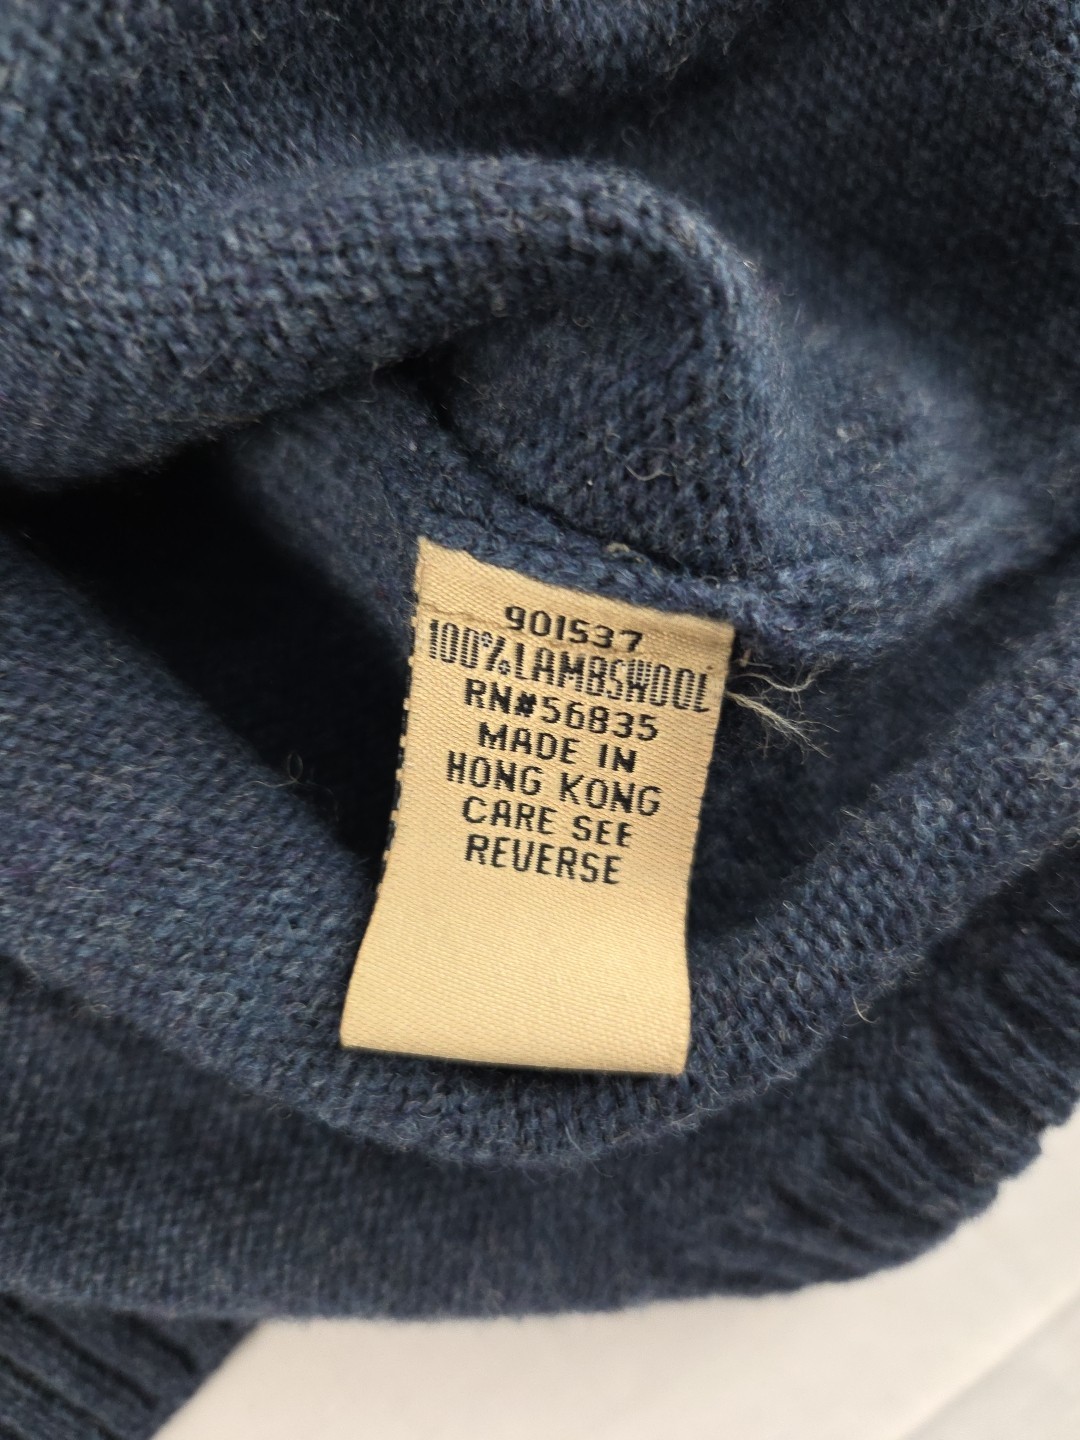 901537
100%LAMBSWOOL
RN#56835
MADE IN
HONG KONG
CARE SEE
REVERSE